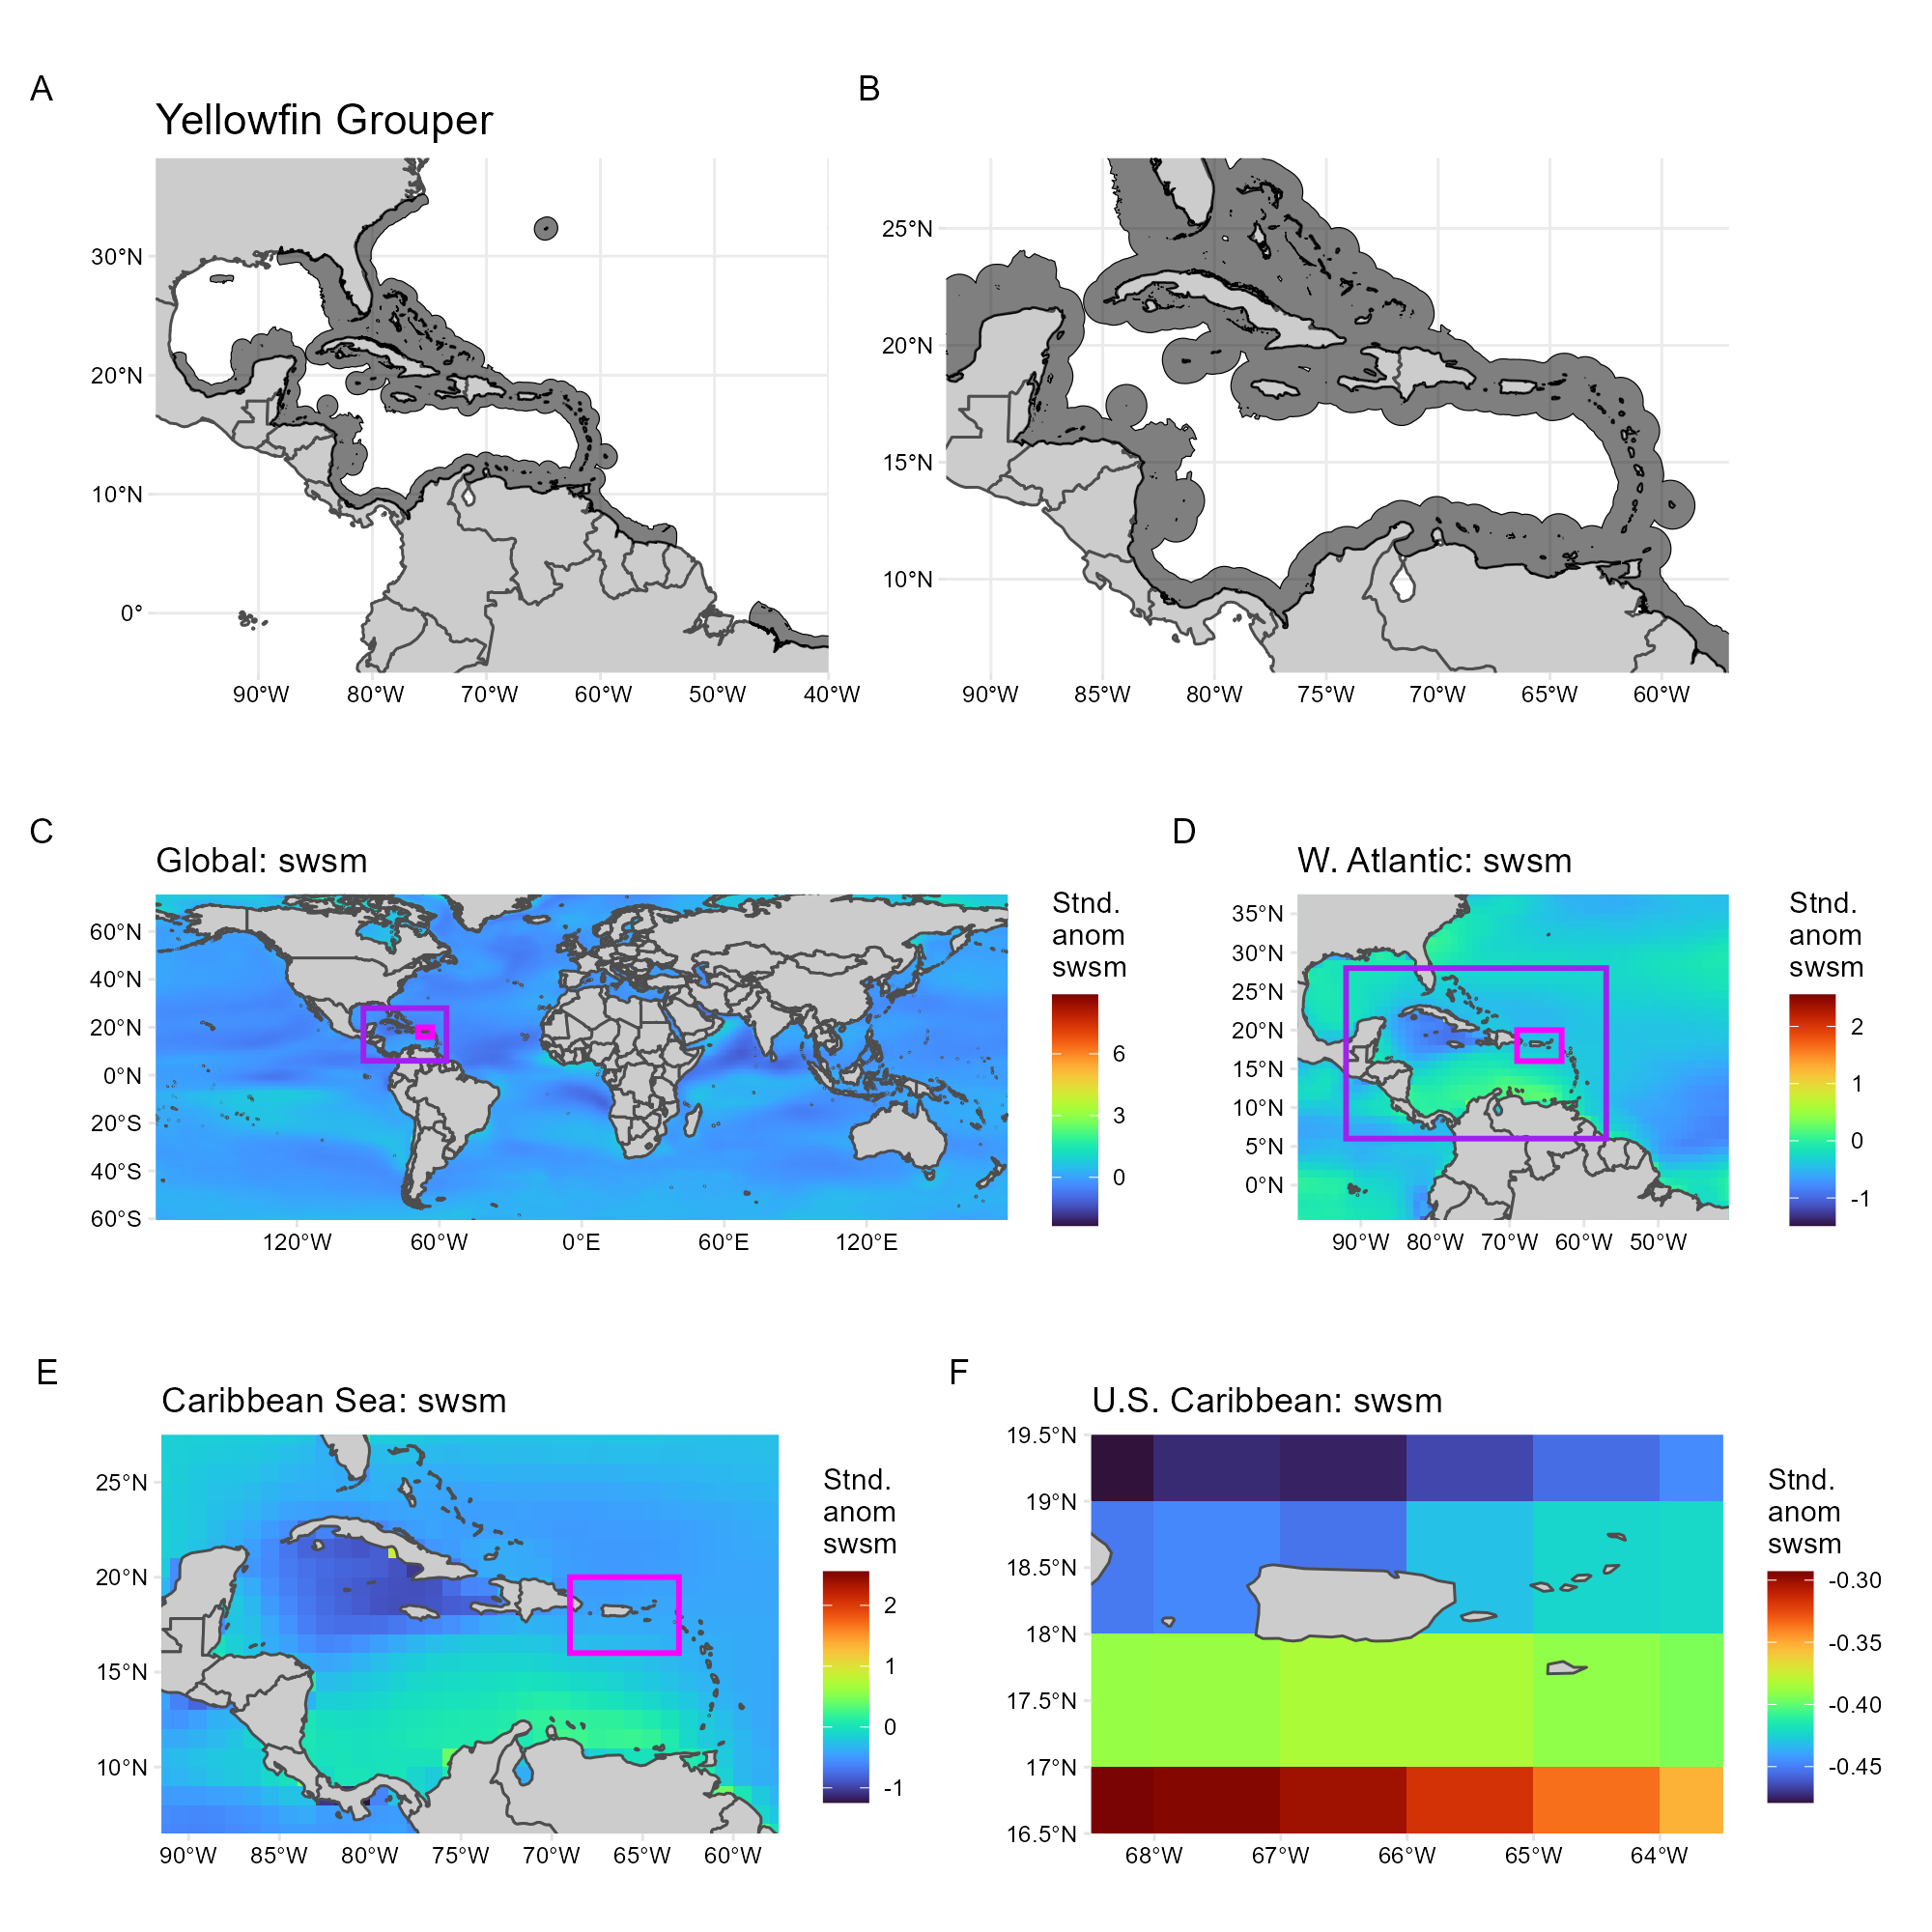 A
B
Yellowfin Grouper
30°N
20°N
10°N
0°
90°W 80°W 70°W 60°W 50°W 40°W
25°N
20°N
15°N
10°N
90°W 85°W 80°W 75°W 70°W 65°W 60°W
C
Global: swsm
60°N
40°N
20°N
0°N
20°S
40°S
60°S
120°W 60°W 0°E 60°E 120°E
Stnd.
anom
swsm
6
3
0
D
W. Atlantic: swsm
35°N
30°N
25°N
20°N
15°N
10°N
5°N
0°N
90°W 80°W 70°W 60°W 50°W
Stnd.
anom
swsm
2
1
0
-1
E
Caribbean Sea: swsm
25°N
20°N
15°N
10°N
90°W 85°W 80°W 75°W 70°W 65°W 60°W
Stnd.
anom
swsm
2
1
0
-1
F
U.S. Caribbean: swsm
19.5°N
19°N
18.5°N
18°N
17.5°N
17°N
16.5°N
68°W 67°W 66°W 65°W 64°W
Stnd.
anom
swsm
-0.30
-0.35
-0.40
-0.45